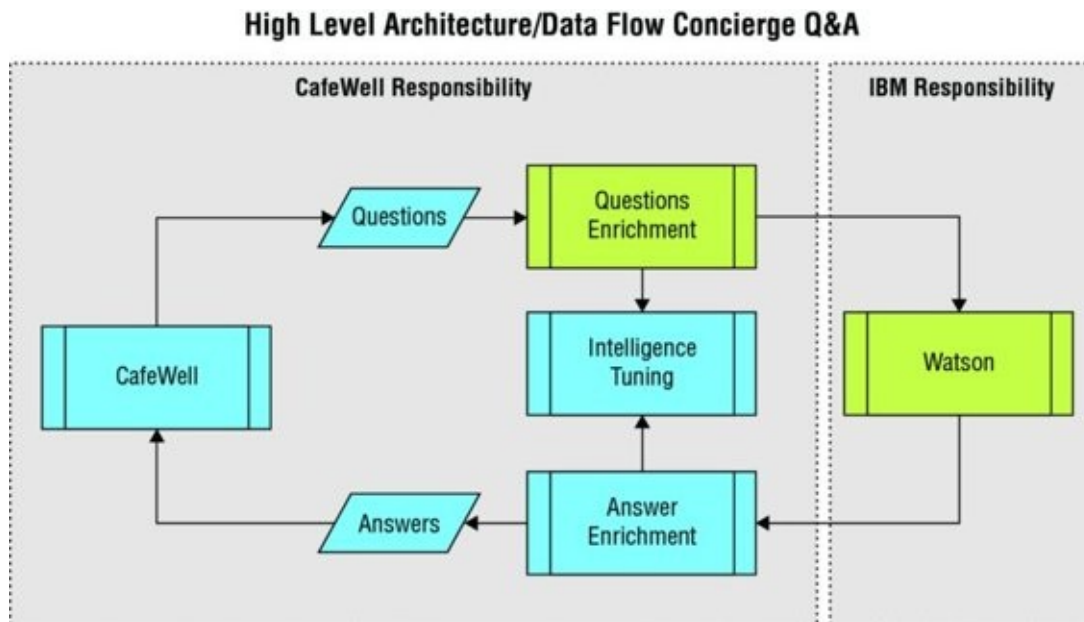 High Level Architecture/Data Flow Concierge Q&A
CafeWell Responsibility
IBM Responsibility
Questions
Questions
Enrichment
Intelligence
Tuning
CafeWell
Watson
Answers
Answer
Enrichment